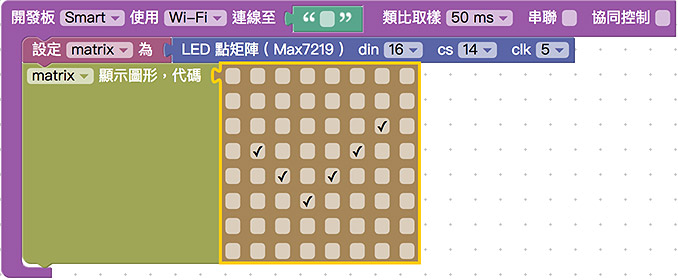 開發板 Smart 使用 Wi-Fi 連線至 “ ” 類比取樣 50 ms 串聯 協同控制
設定 matrix 為 LED 點矩陣（Max7219） din 16 cs 14 clk 5
matrix 顯示圖形，代碼